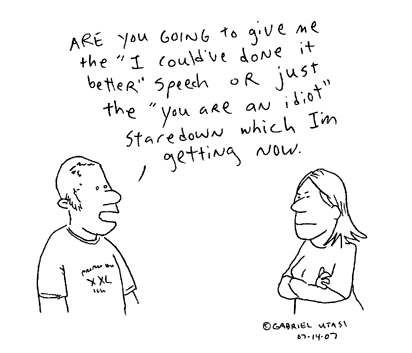 ARE you GOING to give me
the "I could've done it
better" speech OR just
the "you are an idiot"
staredown which I'm
getting now.
XXL
©GABRIEL UTASI
07-14-07